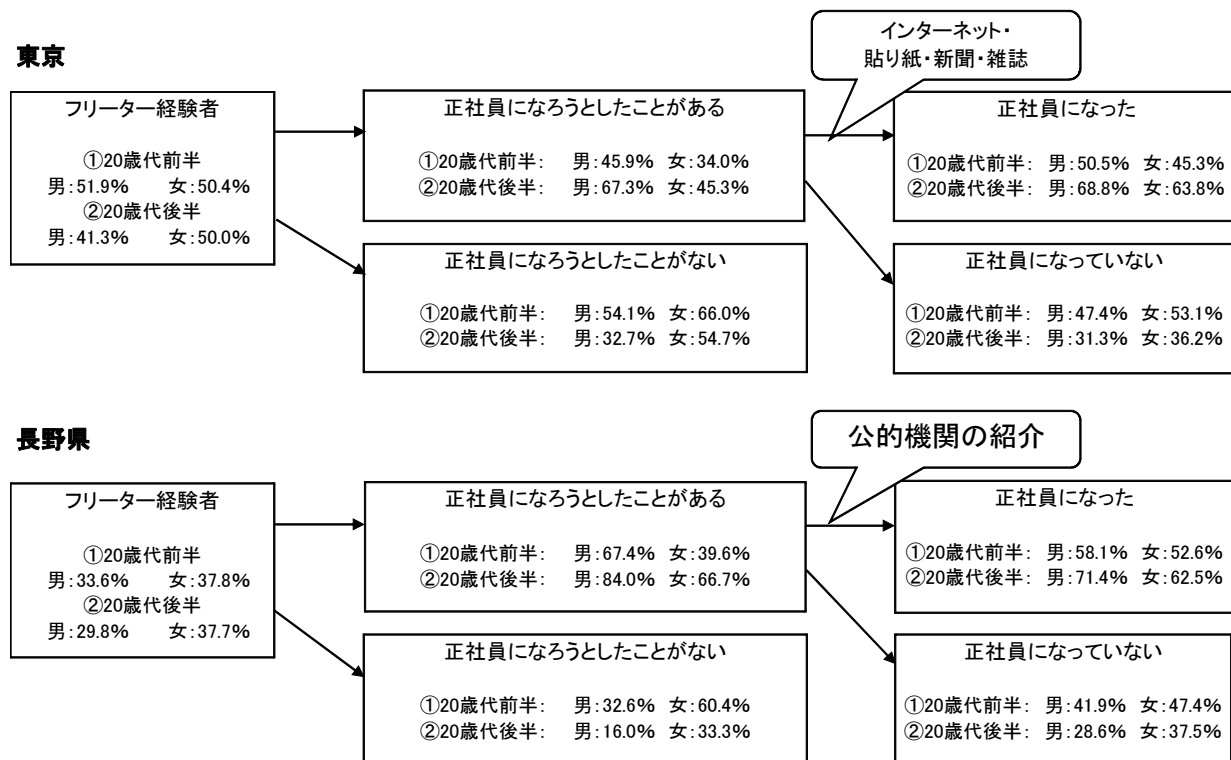 東京
インターネット・
貼り紙・新聞・雑誌
フリーター経験者
①20歳代前半
男:51.9% 女:50.4%
②20歳代後半
男:41.3% 女:50.0%
正社員になろうとしたことがある
①20歳代前半: 男:45.9% 女:34.0%
②20歳代後半: 男:67.3% 女:45.3%
正社員になった
①20歳代前半: 男:50.5% 女:45.3%
②20歳代後半: 男:68.8% 女:63.8%
正社員になろうとしたことがない
①20歳代前半: 男:54.1% 女:66.0%
②20歳代後半: 男:32.7% 女:54.7%
正社員になっていない
①20歳代前半: 男:47.4% 女:53.1%
②20歳代後半: 男:31.3% 女:36.2%
長野県
公的機関の紹介
フリーター経験者
①20歳代前半
男:33.6% 女:37.8%
②20歳代後半
男:29.8% 女:37.7%
正社員になろうとしたことがある
①20歳代前半: 男:67.4% 女:39.6%
②20歳代後半: 男:84.0% 女:66.7%
正社員になった
①20歳代前半: 男:58.1% 女:52.6%
②20歳代後半: 男:71.4% 女:62.5%
正社員になろうとしたことがない
①20歳代前半: 男:32.6% 女:60.4%
②20歳代後半: 男:16.0% 女:33.3%
正社員になっていない
①20歳代前半: 男:41.9% 女:47.4%
②20歳代後半: 男:28.6% 女:37.5%